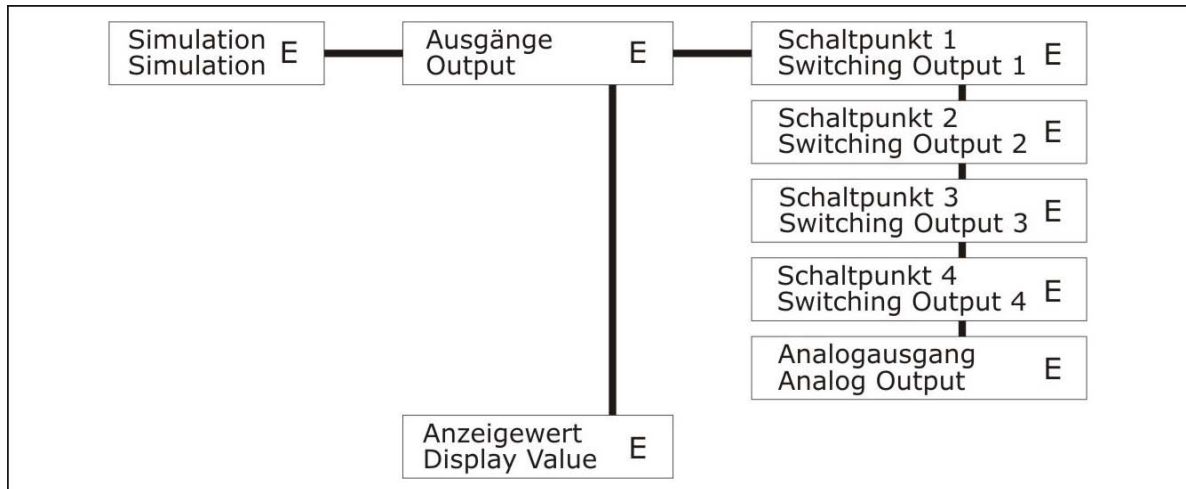 Simulation
Simulation
E
Ausgänge
Output
E
Schaltpunkt 1
Switching Output 1
E
Schaltpunkt 2
Switching Output 2
E
Schaltpunkt 3
Switching Output 3
E
Schaltpunkt 4
Switching Output 4
E
Analogausgang
Analog Output
E
Anzeigewert
Display Value
E